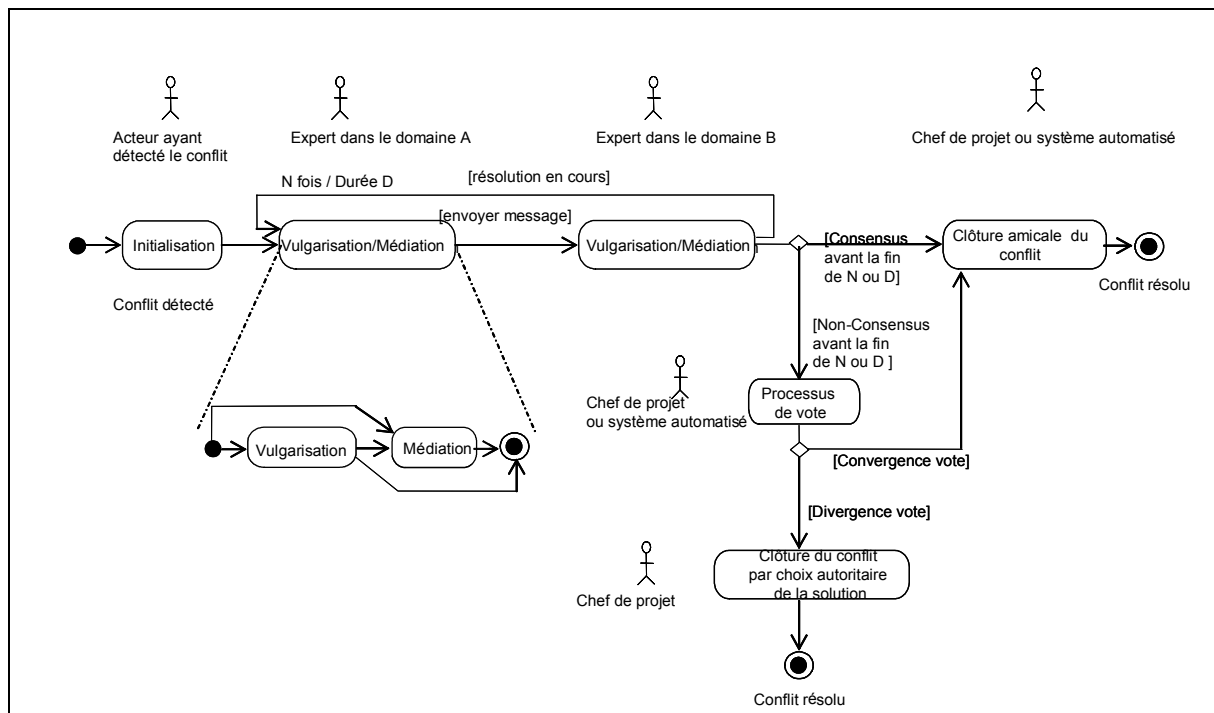 Acteur ayant
détecté le conflit
Expert dans le domaine A
Expert dans le domaine B
Chef de projet ou système automatisé
N fois / Durée D
[résolution en cours]
[envoyer message]
Initialisation
Vulgarisation/Médiation
Vulgarisation/Médiation
[Consensus
avant la fin
de N ou D]
Clôture amicale du
conflit
Conflit résolu
Conflit détecté
[Non-Consensus
avant la fin
de N ou D ]
Chef de projet
ou système automatisé
Processus
de vote
Vulgarisation
Médiation
[Convergence vote]
[Divergence vote]
Clôture du conflit
par choix autoritaire
de la solution
Chef de projet
Conflit résolu